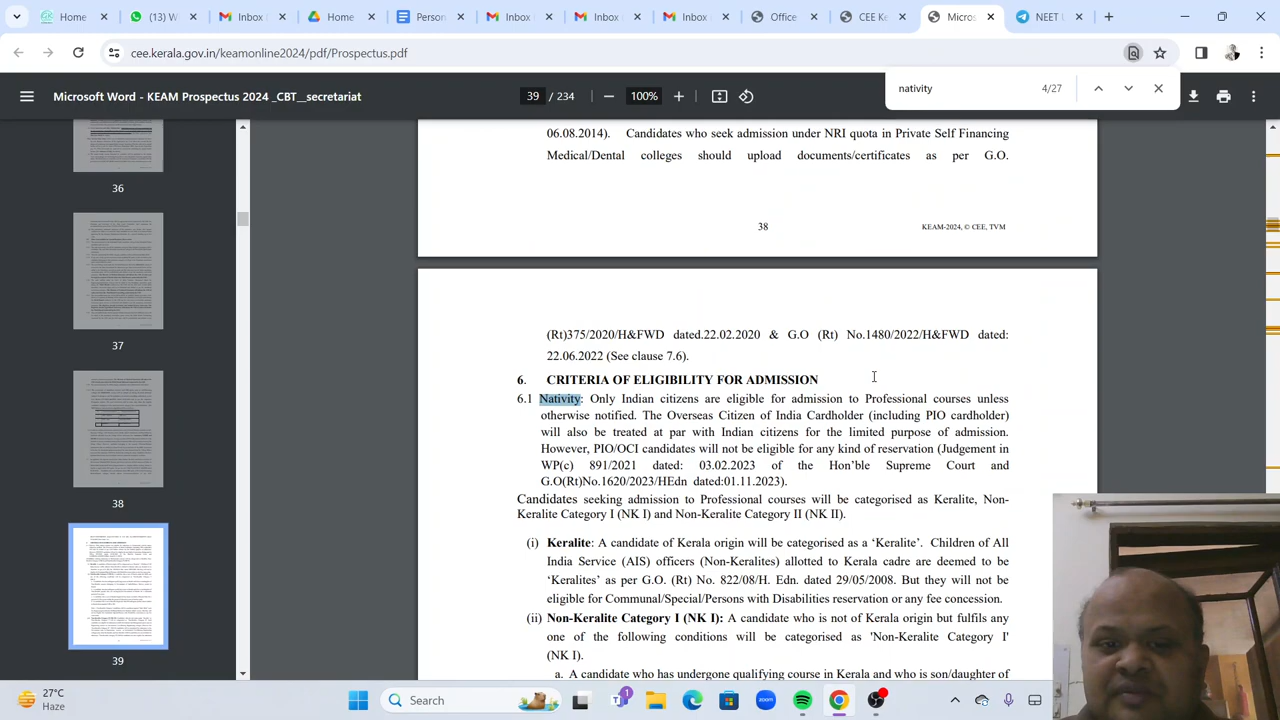 Home
(13) W
Inbox
Home
Person
Inbox
Inbox
Inbox
Office
CEE Ke
Micros
NEET U
cee.kerala.gov.in/keamonline2024/pdf/Prospectus.pdf
Microsoft Word - KEAM Prospectus 2024 _CBT__secretariat
39 / 234
100%
nativity
4/27
36
37
38
39
06.08.2014). Candidates who seek admission under NRI quota in Private Self Financing
Medical/Dental colleges should upload documents/certificates as per G.O.
38
KEAM-2024, © CEE, TVM
(Rt)375/2020/H&FWD dated.22.02.2020 & G.O (Rt) No.1480/2022/H&FWD dated:
22.06.2022 (See clause 7.6).
6. CRITERIA OF ELIGIBILITY FOR ADMISSION
6.1 Nativity: Only Indian citizens are eligible for admission to Professional courses unless
otherwise notified. The Overseas Citizen of India Cardholder (including PIO cardholder)
will also be treated at par with Indian citizens for the limited purpose of admission.
However, PIO/OCI candidates will not be eligible for any kind of reservation (Judgement in
WP(c) 891/2021 dated: 03.02.2023 of the Hon'ble Supreme Court and
G.O(Rt)No.1620/2023/HEdn dated:01.11.2023).
Candidates seeking admission to Professional courses will be categorised as Keralite, Non-
Keralite Category I (NK I) and Non-Keralite Category II (NK II).
(i) Keralite: A candidate of Kerala origin will be categorised as a 'Keralite'. Children of All
India Service (AIS) officers (Non-Keralites) allotted to Kerala cadre are deemed to be
'Keralites' as per G.O. (Rt) No. 822/08/H. Edn dated 29/05/2008. But they will not be
eligible for Communal/Special/Persons with Disabilities reservation or any fee concession.
(ii) Non-Keralite Category I (NK I): A candidate who is not of Kerala origin but fulfils any
one of the following conditions will be categorised as 'Non-Keralite Category I'
(NK I).
a. A candidate who has undergone qualifying course in Kerala and who is son/daughter of
27°C
Haze
Search